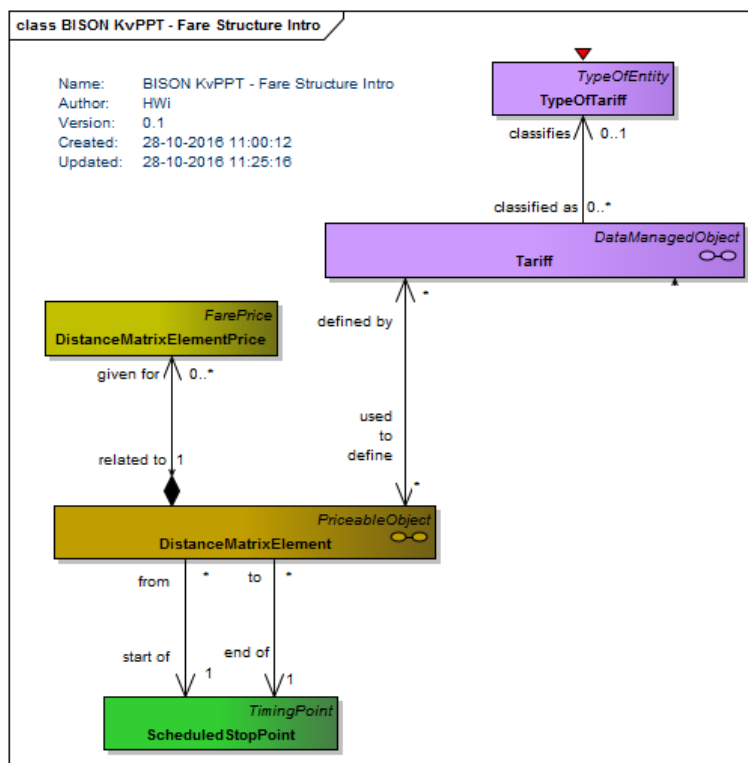 class BISON KvPPT - Fare Structure Intro
Name: BISON KvPPT - Fare Structure Intro
Author: HWi
Version: 0.1
Created: 28-10-2016 11:00:12
Updated: 28-10-2016 11:25:16
TypeOfEntity
TypeOfTariff
classifies 0..1
classified as 0..*
DataManagedObject
Tariff
*
defined by
FarePrice
DistanceMatrixElementPrice
given for 0..*
used
to
define
related to 1
*
PriceableObject
DistanceMatrixElement
from * to *
start of 1 end of 1
TimingPoint
ScheduledStopPoint